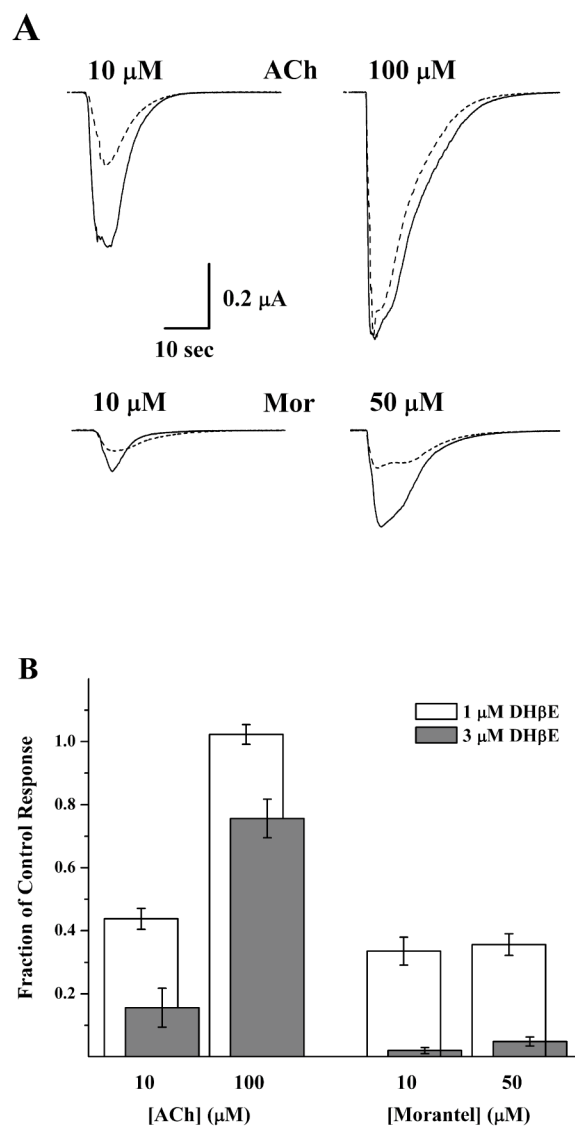 A
10 μM ACh 100 μM
0.2 μA
10 sec
10 μM Mor 50 μM
B
1 μM DHβE
3 μM DHβE
Fraction of Control Response
1.0
0.8
0.6
0.4
0.2
10 100 10 50
[ACh] (μM) [Morantel] (μM)